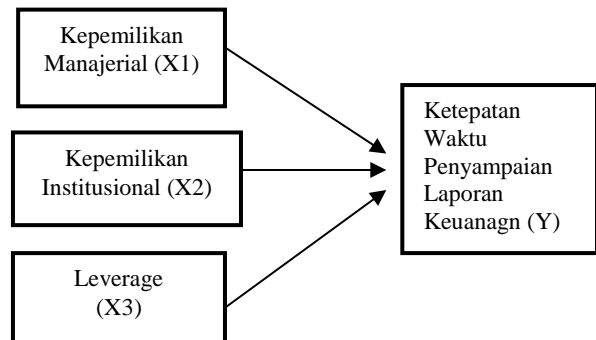 Kepemilikan
Manajerial (X1)
Kepemilikan
Institusional (X2)
Leverage
(X3)
Ketepatan
Waktu
Penyampaian
Laporan
Keuanagn (Y)